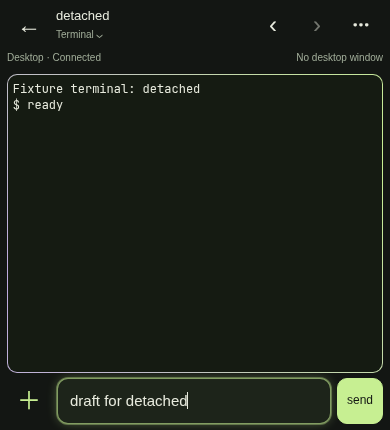 detached
Terminal
Desktop · Connected
No desktop window
Fixture terminal: detached
$ ready
draft for detached
send